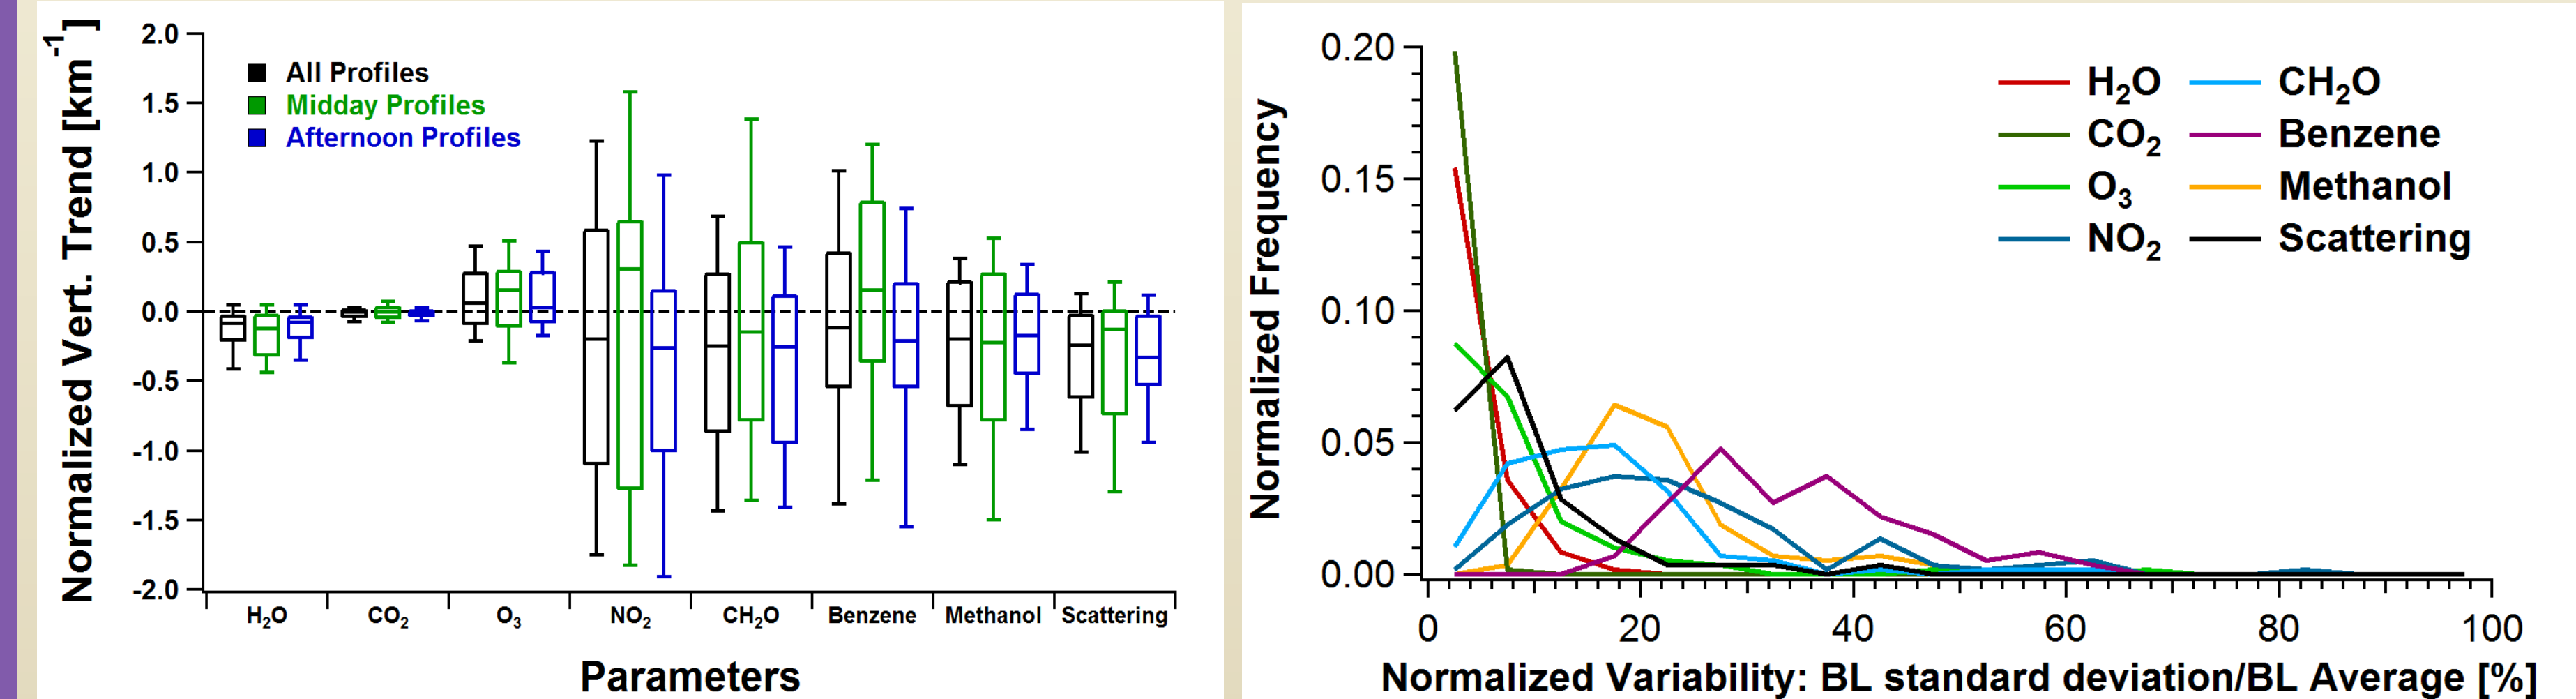 Normalized Vert. Trend [km⁻¹]
2.0
1.5
1.0
0.5
0.0
-0.5
-1.0
-1.5
-2.0
All Profiles
Midday Profiles
Afternoon Profiles
H₂O CO₂ O₃ NO₂ CH₂O Benzene Methanol Scattering
Parameters
Normalized Frequency
0.20
0.15
0.10
0.05
0.00
H₂O CH₂O
CO₂ Benzene
O₃ Methanol
NO₂ Scattering
0 20 40 60 80 100
Normalized Variability: BL standard deviation/BL Average [%]